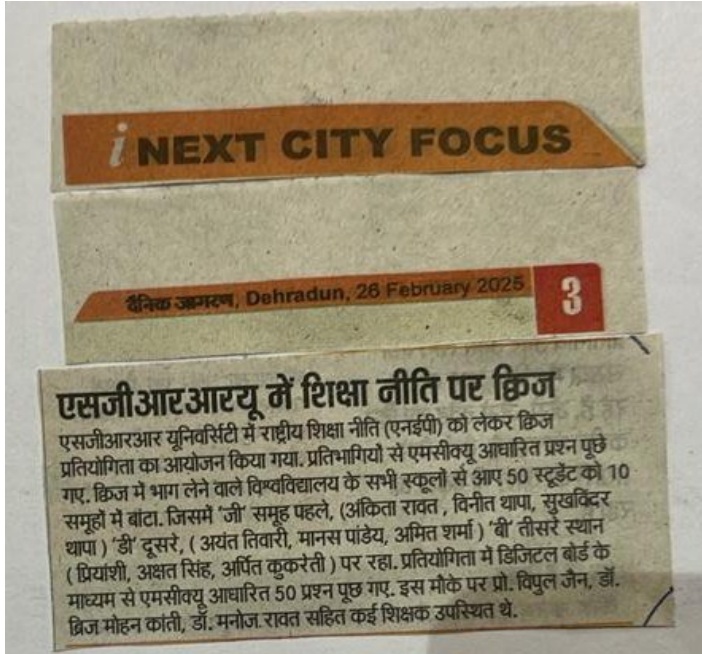 i NEXT CITY FOCUS
दैनिक जागरण, Dehradun, 26 February 2025 3
एसजीआरआरयू में शिक्षा नीति पर क्विज
एसजीआरआर यूनिवर्सिटी में राष्ट्रीय शिक्षा नीति (एनईपी) को लेकर क्विज
प्रतियोगिता का आयोजन किया गया. प्रतिभागियों से एमसीक्यू आधारित प्रश्न पूछे
गए. क्विज में भाग लेने वाले विश्वविद्यालय के सभी स्कूलों से आए 50 स्टूडेंट को 10
समूहों में बांटा. जिसमें 'जी' समूह पहले, (अंकिता रावत , विनीत थापा, सुखविंदर
थापा ) 'डी' दूसरे, ( अयंत तिवारी, मानस पांडेय, अमित शर्मा ) 'बी' तीसरे स्थान
( प्रियांशी, अक्षत सिंह, अर्पित कुकरेती ) पर रहा. प्रतियोगिता में डिजिटल बोर्ड के
माध्यम से एमसीक्यू आधारित 50 प्रश्न पूछ गए. इस मौके पर प्रो. विपुल जैन, डॉ.
ब्रिज मोहन कांती, डॉ. मनोज रावत सहित कई शिक्षक उपस्थित थे.